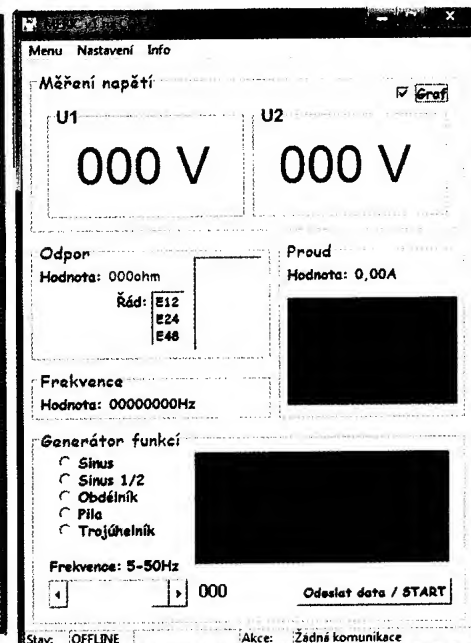 Menu Nastavení Info
Měření napětí
Graf
U1
U2
000 V
000 V
Odpor
Hodnota: 000ohm
Řád: E12
E24
E48
Proud
Hodnota: 0,00A
Frekvence
Hodnota: 00000000Hz
Generátor funkcí
Sinus
Sinus 1/2
Obdélník
Pila
Trojúhelník
Frekvence: 5-50Hz
000
Odeslat data / START
Stav: OFFLINE
Akce: Žádná komunikace